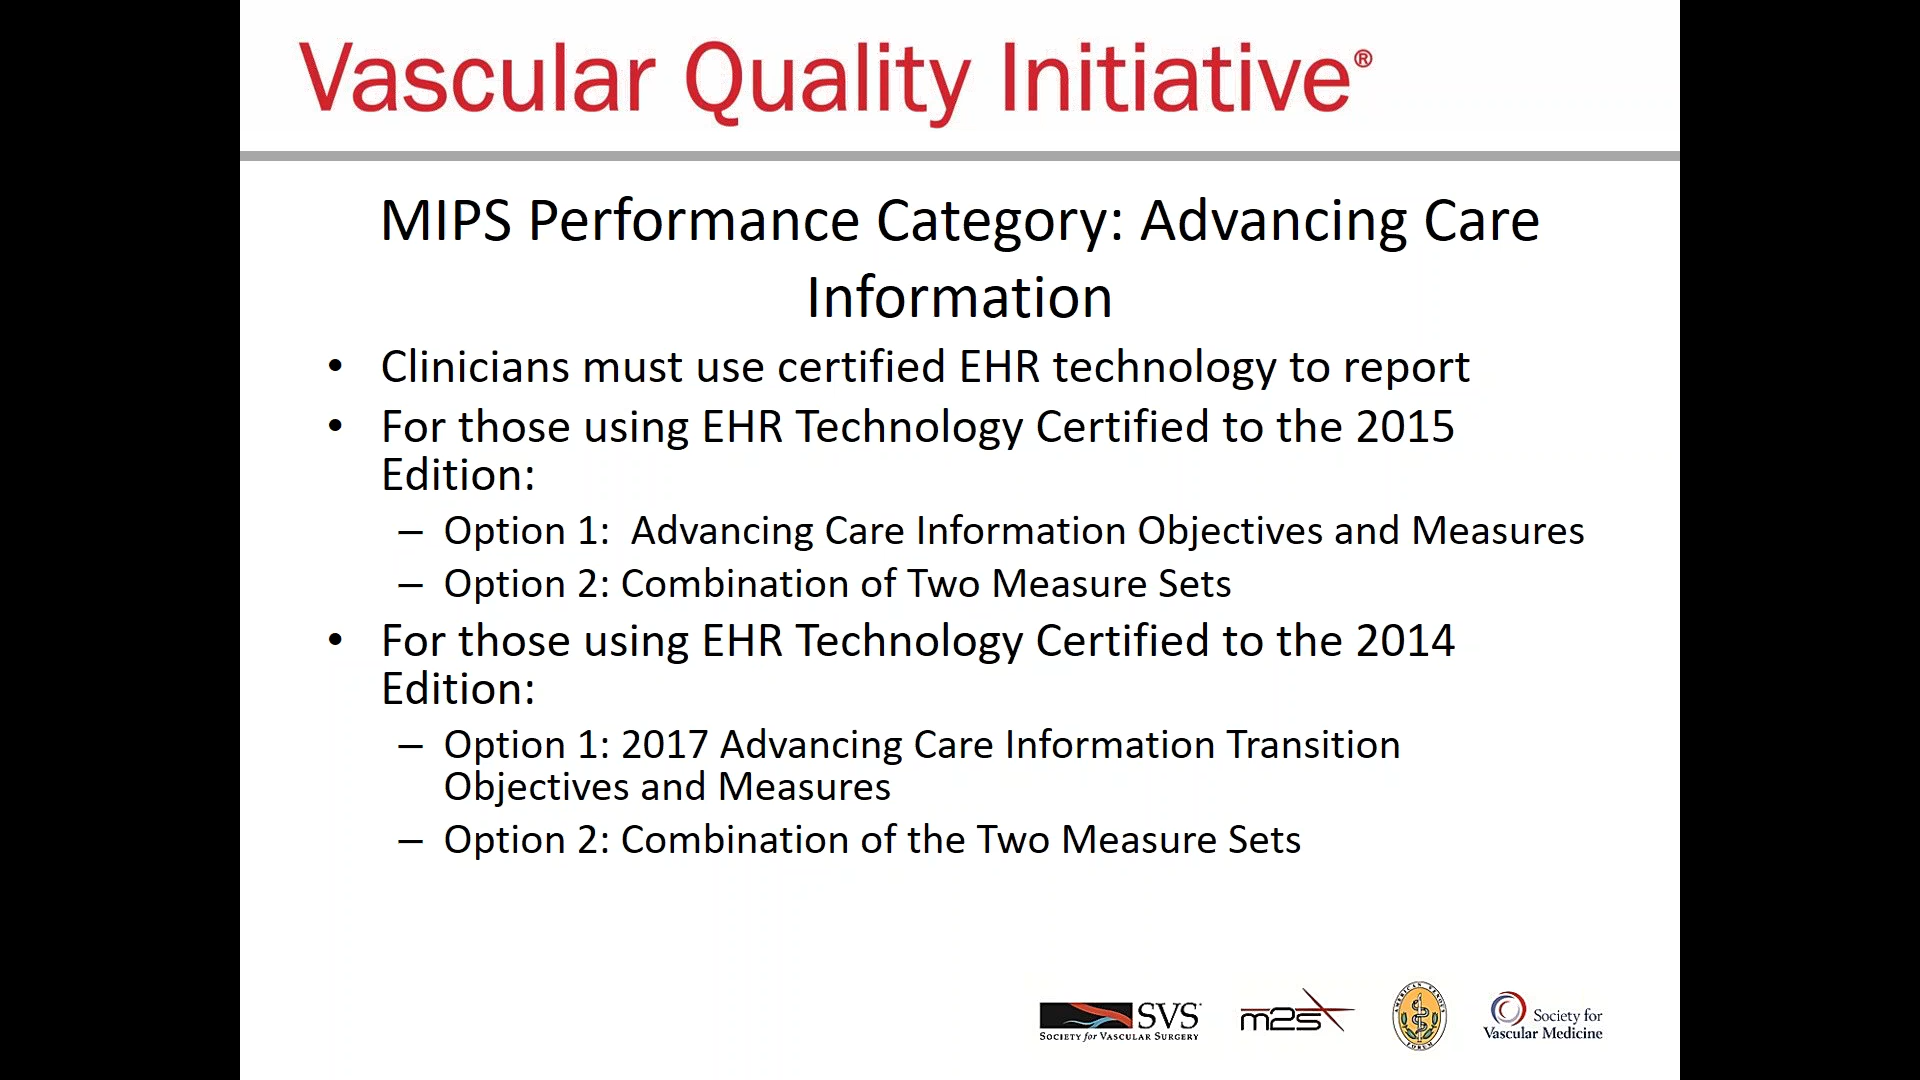 Vascular Quality Initiative®
MIPS Performance Category: Advancing Care
Information
• Clinicians must use certified EHR technology to report
• For those using EHR Technology Certified to the 2015
Edition:
– Option 1:  Advancing Care Information Objectives and Measures
– Option 2: Combination of Two Measure Sets
• For those using EHR Technology Certified to the 2014
Edition:
– Option 1: 2017 Advancing Care Information Transition
Objectives and Measures
– Option 2: Combination of the Two Measure Sets
SVS
SOCIETY for VASCULAR SURGERY
m2s
AMERICAN VENOUS
FORUM
Society for
Vascular Medicine